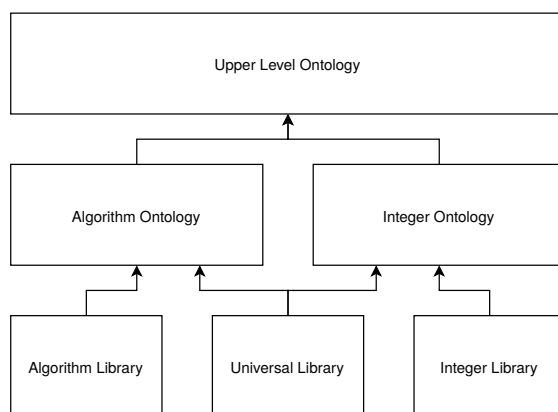 Upper Level Ontology
Algorithm Ontology
Integer Ontology
Algorithm Library
Universal Library
Integer Library